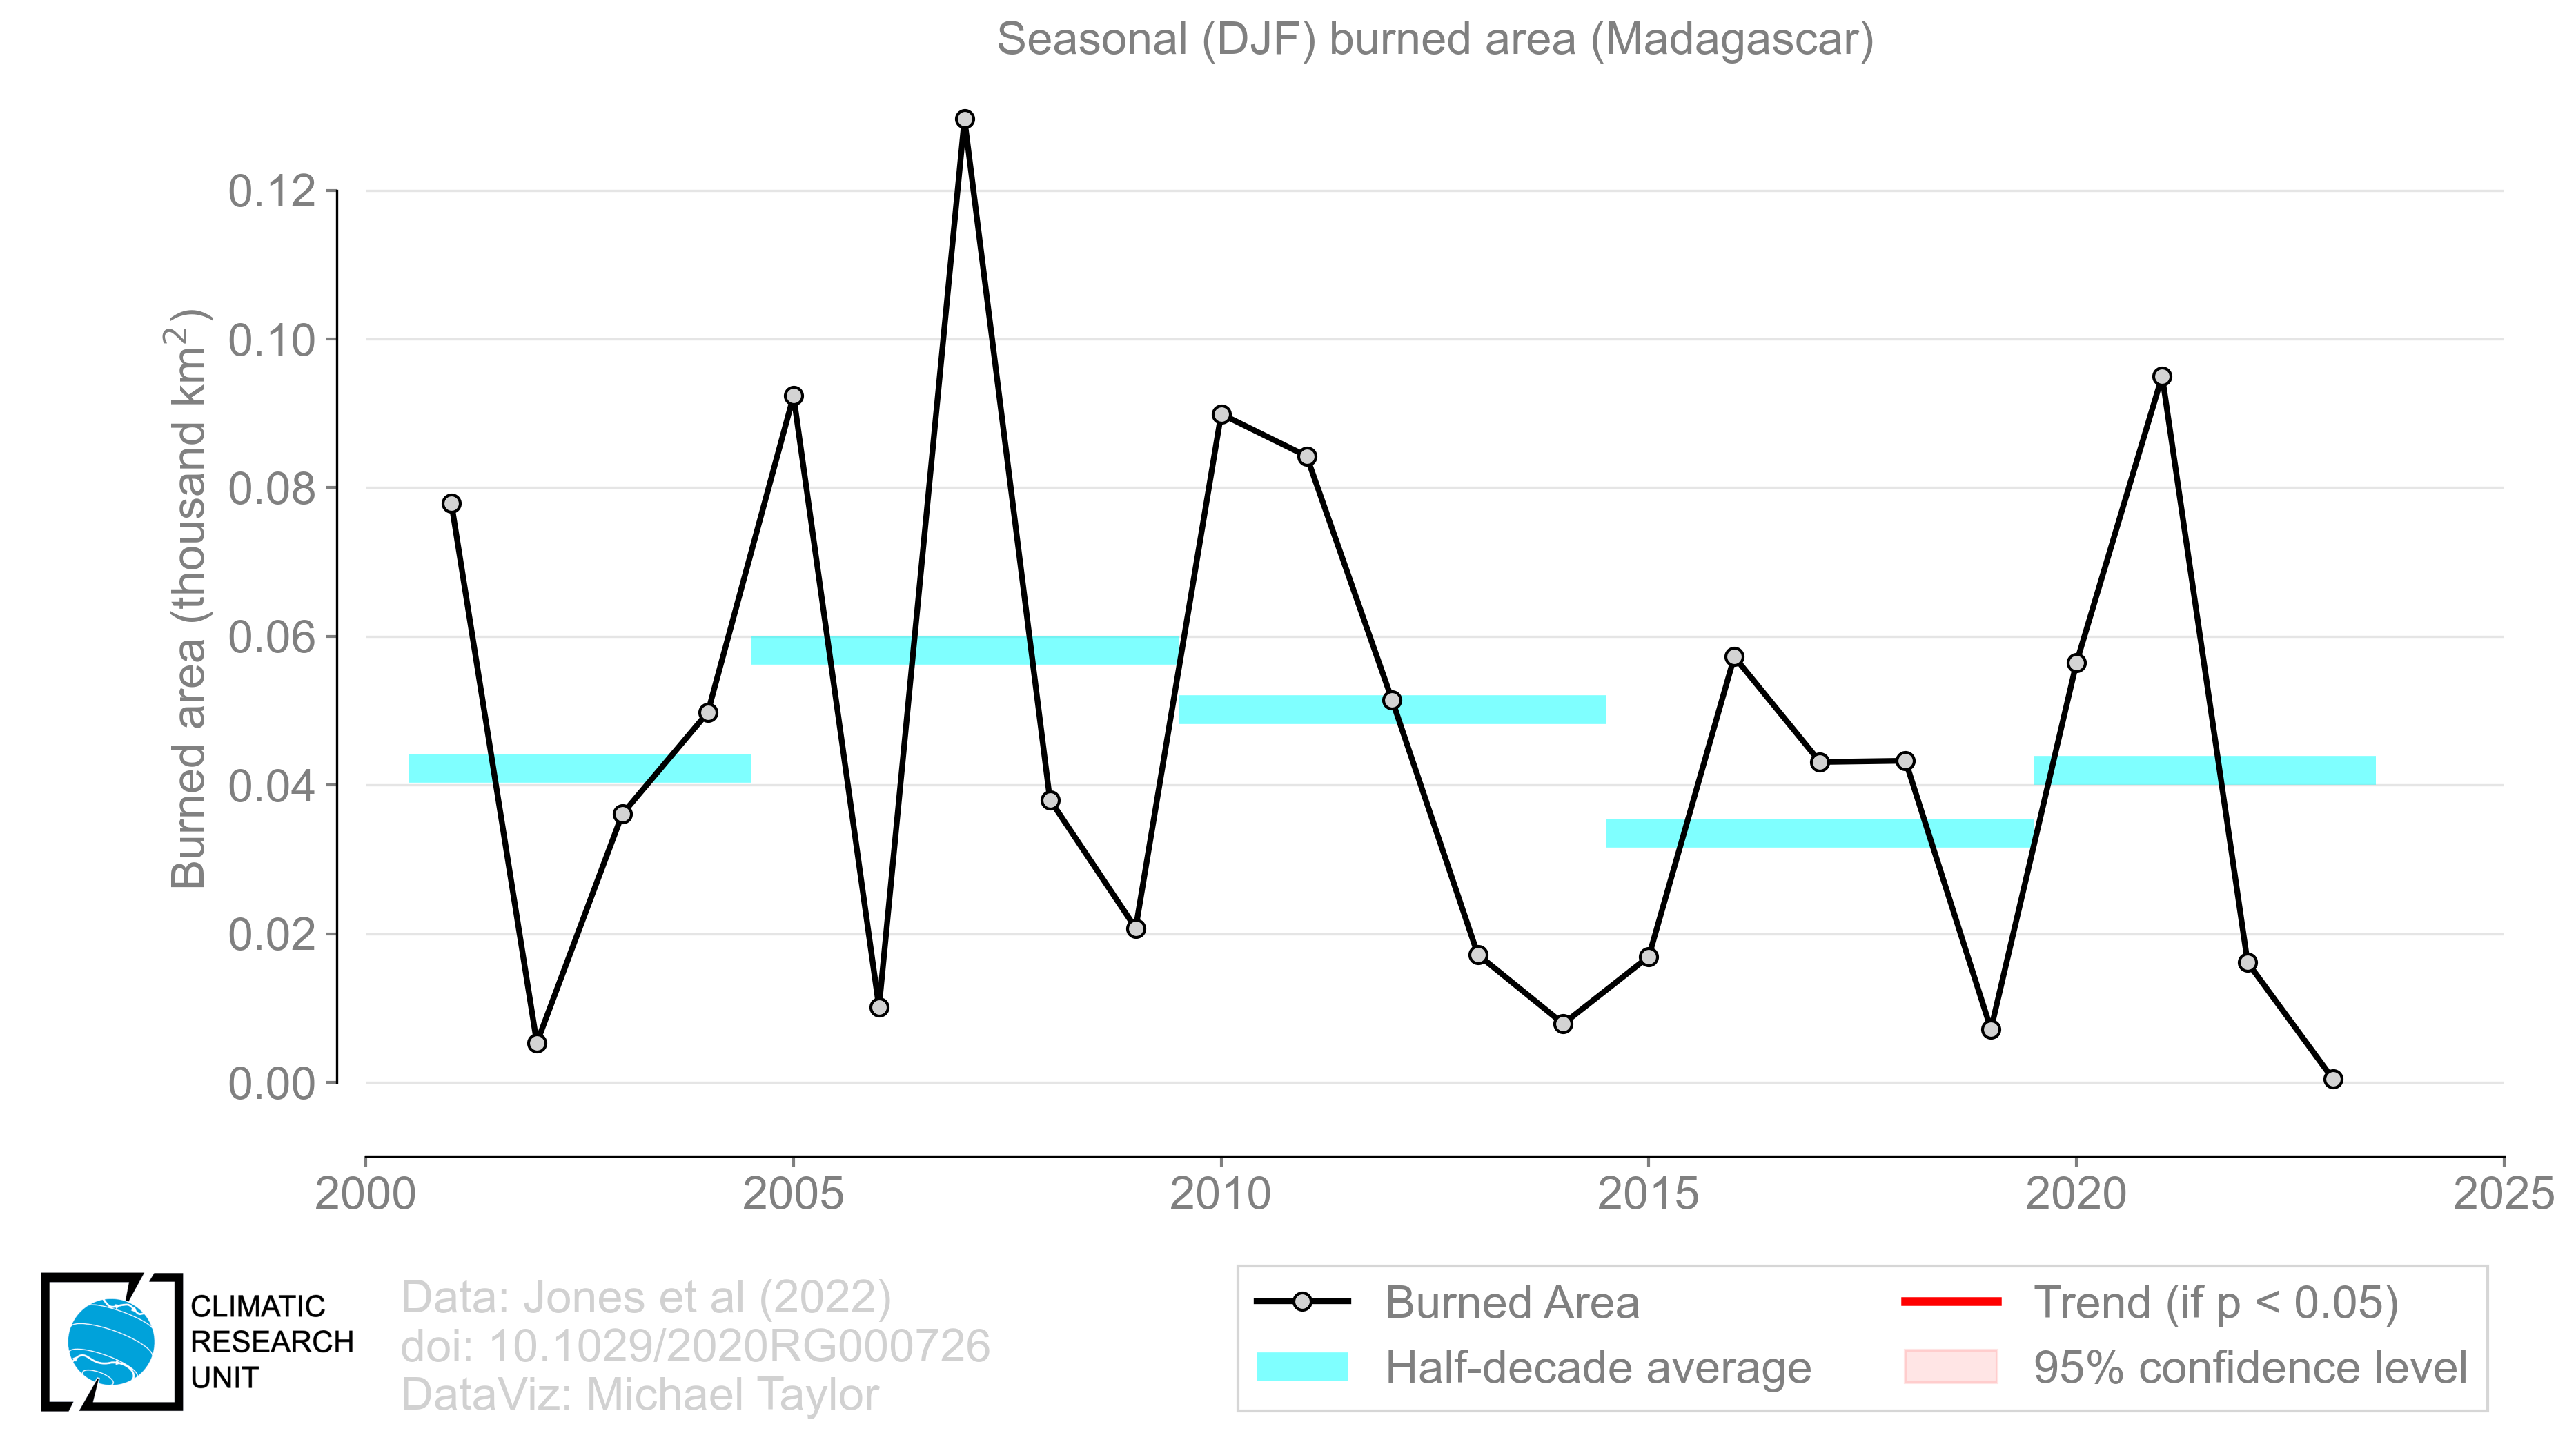 Seasonal (DJF) burned area (Madagascar)
Burned area (thousand km²)
0.12
0.10
0.08
0.06
0.04
0.02
0.00
2000 2005 2010 2015 2020 2025
CLIMATIC
RESEARCH
UNIT
Data: Jones et al (2022)
doi: 10.1029/2020RG000726
DataViz: Michael Taylor
Burned Area
Half-decade average
Trend (if p < 0.05)
95% confidence level